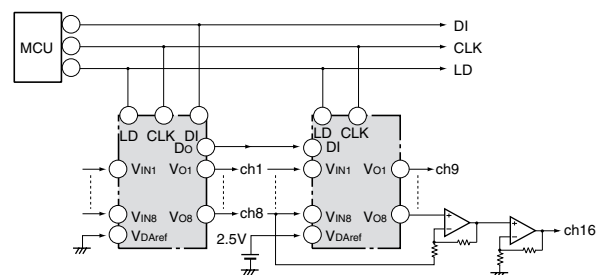 MCU
DI
CLK
LD
LD CLK DI
DO
VIN1 VO1 ch1
VIN8 VO8 ch8
VDAref
2.5V
LD CLK
DI
VIN1 VO1 ch9
VIN8 VO8
VDAref
ch16